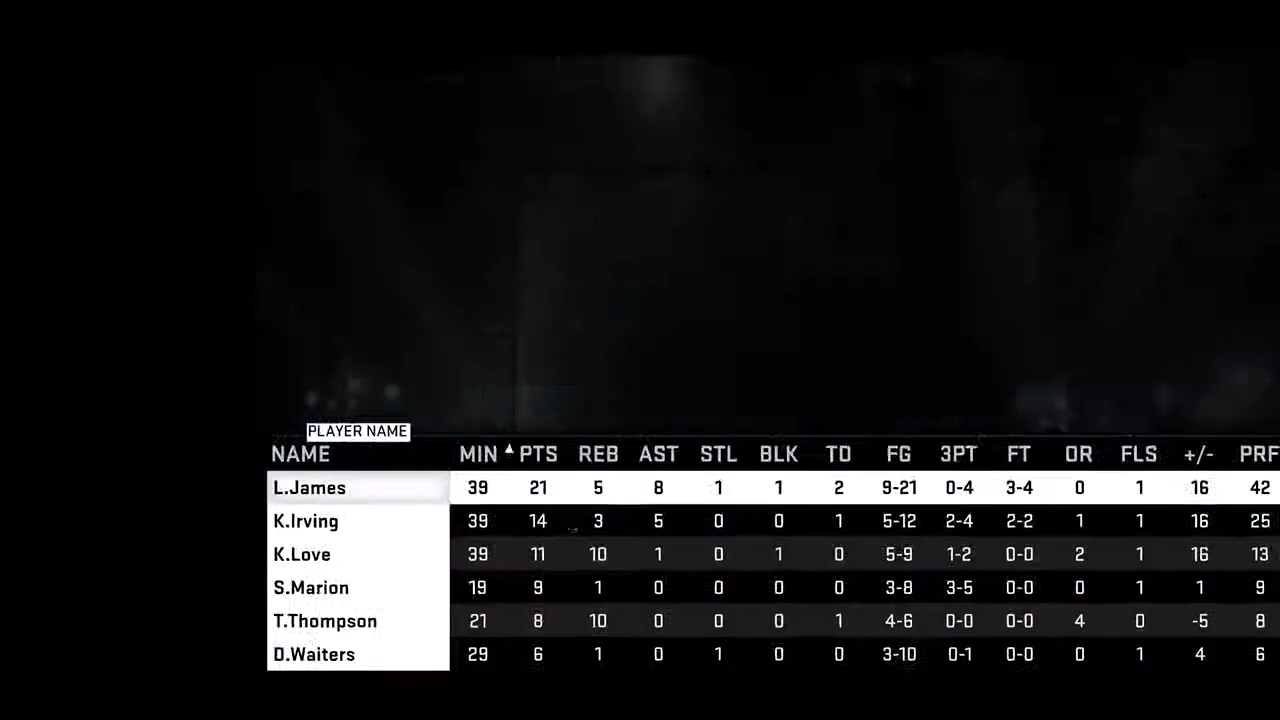 PLAYER NAME
NAME MIN ▲ PTS REB AST STL BLK TO FG 3PT FT OR FLS +/- PRF
L.James 39 21 5 8 1 1 2 9-21 0-4 3-4 0 1 16 42
K.Irving 39 14 3 5 0 0 1 5-12 2-4 2-2 1 1 16 25
K.Love 39 11 10 1 0 1 0 5-9 1-2 0-0 2 1 16 13
S.Marion 19 9 1 0 0 0 0 3-8 3-5 0-0 0 1 1 9
T.Thompson 21 8 10 0 0 0 1 4-6 0-0 0-0 4 0 -5 8
D.Waiters 29 6 1 0 1 0 0 3-10 0-1 0-0 0 1 4 6